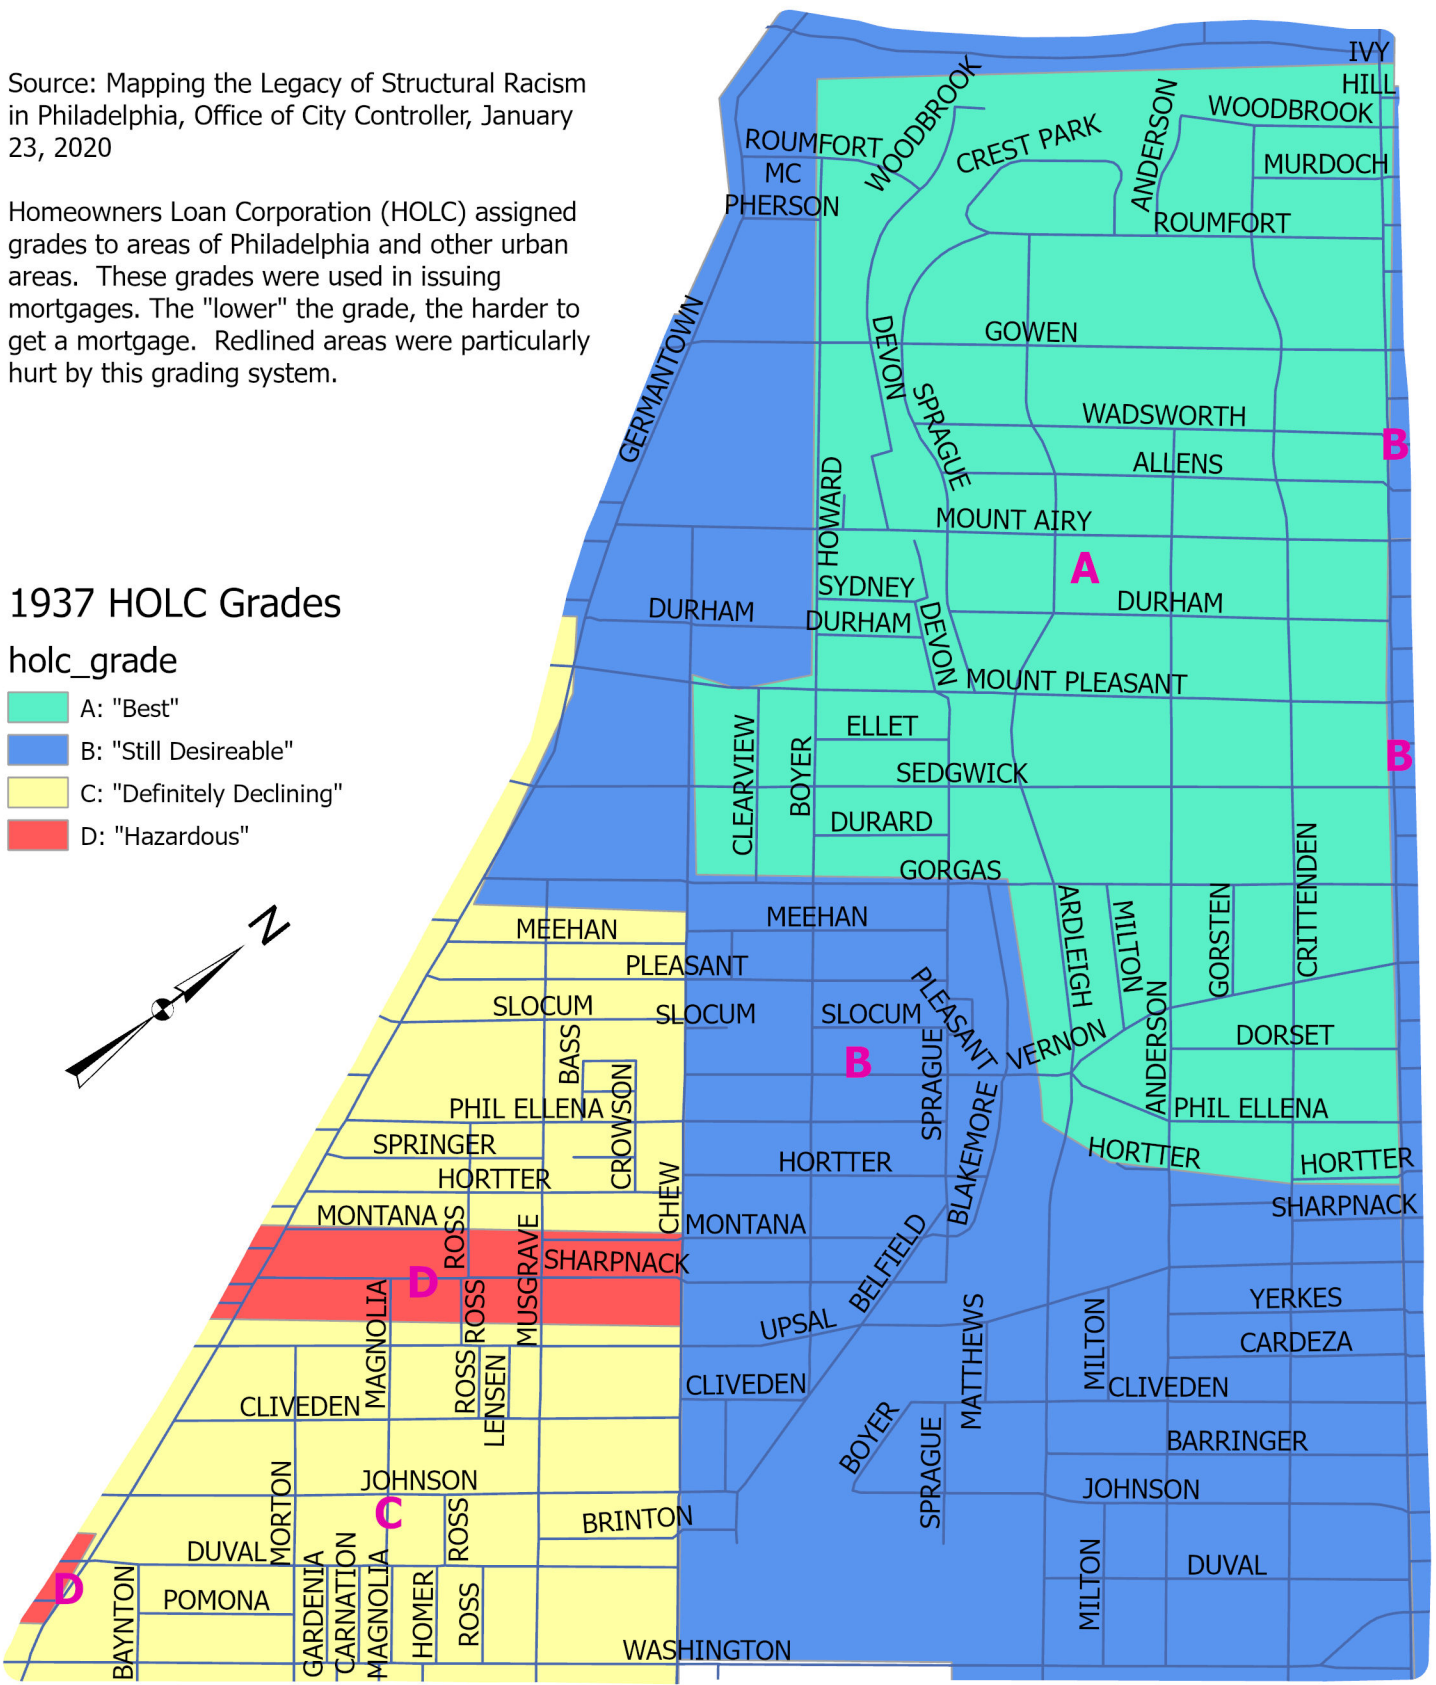 Source: Mapping the Legacy of Structural Racism
in Philadelphia, Office of City Controller, January
23, 2020
Homeowners Loan Corporation (HOLC) assigned
grades to areas of Philadelphia and other urban
areas.  These grades were used in issuing
mortgages. The "lower" the grade, the harder to
get a mortgage.  Redlined areas were particularly
hurt by this grading system.
1937 HOLC Grades
holc_grade
A: "Best"
B: "Still Desireable"
C: "Definitely Declining"
D: "Hazardous"
N
IVY
HILL
WOODBROOK
WOODBROOK
ANDERSON
CREST PARK
ROUMFORT
MC
PHERSON
MURDOCH
ROUMFORT
GERMANTOWN
DEVON
GOWEN
SPRAGUE
WADSWORTH
B
ALLENS
HOWARD
MOUNT AIRY
A
SYDNEY
DURHAM
DURHAM
DURHAM
DEVON
MOUNT PLEASANT
CLEARVIEW
BOYER
ELLET
B
SEDGWICK
DURARD
GORGAS
CRITTENDEN
ARDLEIGH
MILTON
GORSTEN
MEEHAN
MEEHAN
PLEASANT
PLEASANT
SLOCUM
SLOCUM
SLOCUM
BASS
B
SPRAGUE
VERNON
ANDERSON
DORSET
CROWSON
PHIL ELLENA
PHIL ELLENA
BLAKEMORE
SPRINGER
HORTTER
HORTTER
HORTTER
HORTTER
CHEW
MONTANA
ROSS
MUSGRAVE
MONTANA
SHARPNACK
SHARPNACK
BELFIELD
D
MAGNOLIA
ROSS
UPSAL
MATTHEWS
MILTON
YERKES
CARDEZA
ROSS
LENSEN
CLIVEDEN
CLIVEDEN
CLIVEDEN
BOYER
SPRAGUE
BARRINGER
MORTON
JOHNSON
JOHNSON
C
ROSS
BRINTON
DUVAL
DUVAL
D
BAYNTON
POMONA
GARDENIA
CARNATION
MAGNOLIA
HOMER
ROSS
MILTON
WASHINGTON